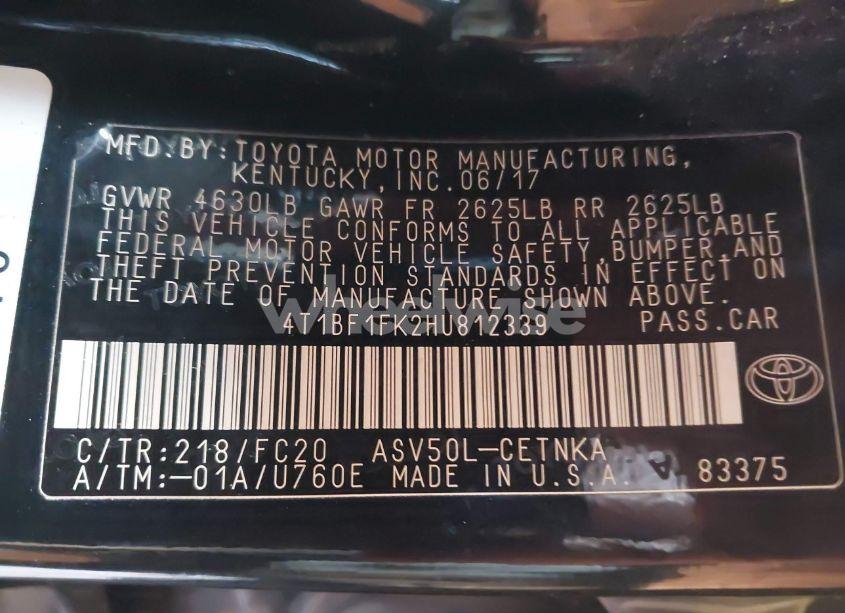 MFD.BY:TOYOTA MOTOR MANUFACTURING,
KENTUCKY,INC.06/17
GVWR 4630LB GAWR FR 2625LB RR 2625LB
THIS VEHICLE CONFORMS TO ALL APPLICABLE
FEDERAL MOTOR VEHICLE SAFETY,BUMPER,AND
THEFT PREVENTION STANDARDS IN EFFECT ON
THE DATE OF MANUFACTURE SHOWN ABOVE.
wheelwise
4T1BF1FK2HU812339 PASS.CAR
C/TR:218/FC20 ASV50L-CETNKA
A/TM:-01A/U760E MADE IN U.S.A. A 83375